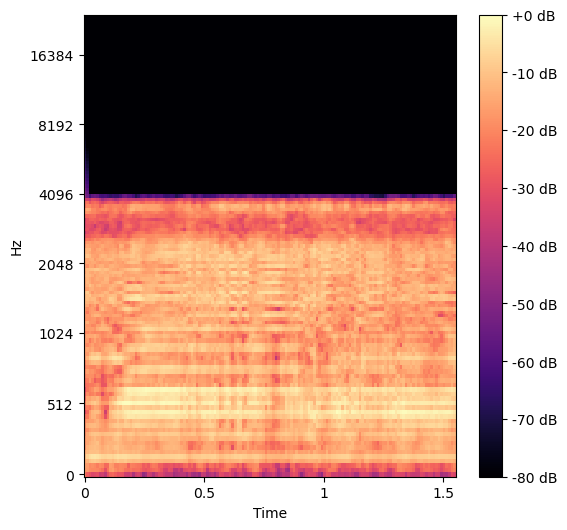 +0 dB
16384
-10 dB
8192
-20 dB
4096
-30 dB
Hz
-40 dB
2048
-50 dB
1024
-60 dB
512
-70 dB
0
-80 dB
0 0.5 1 1.5
Time